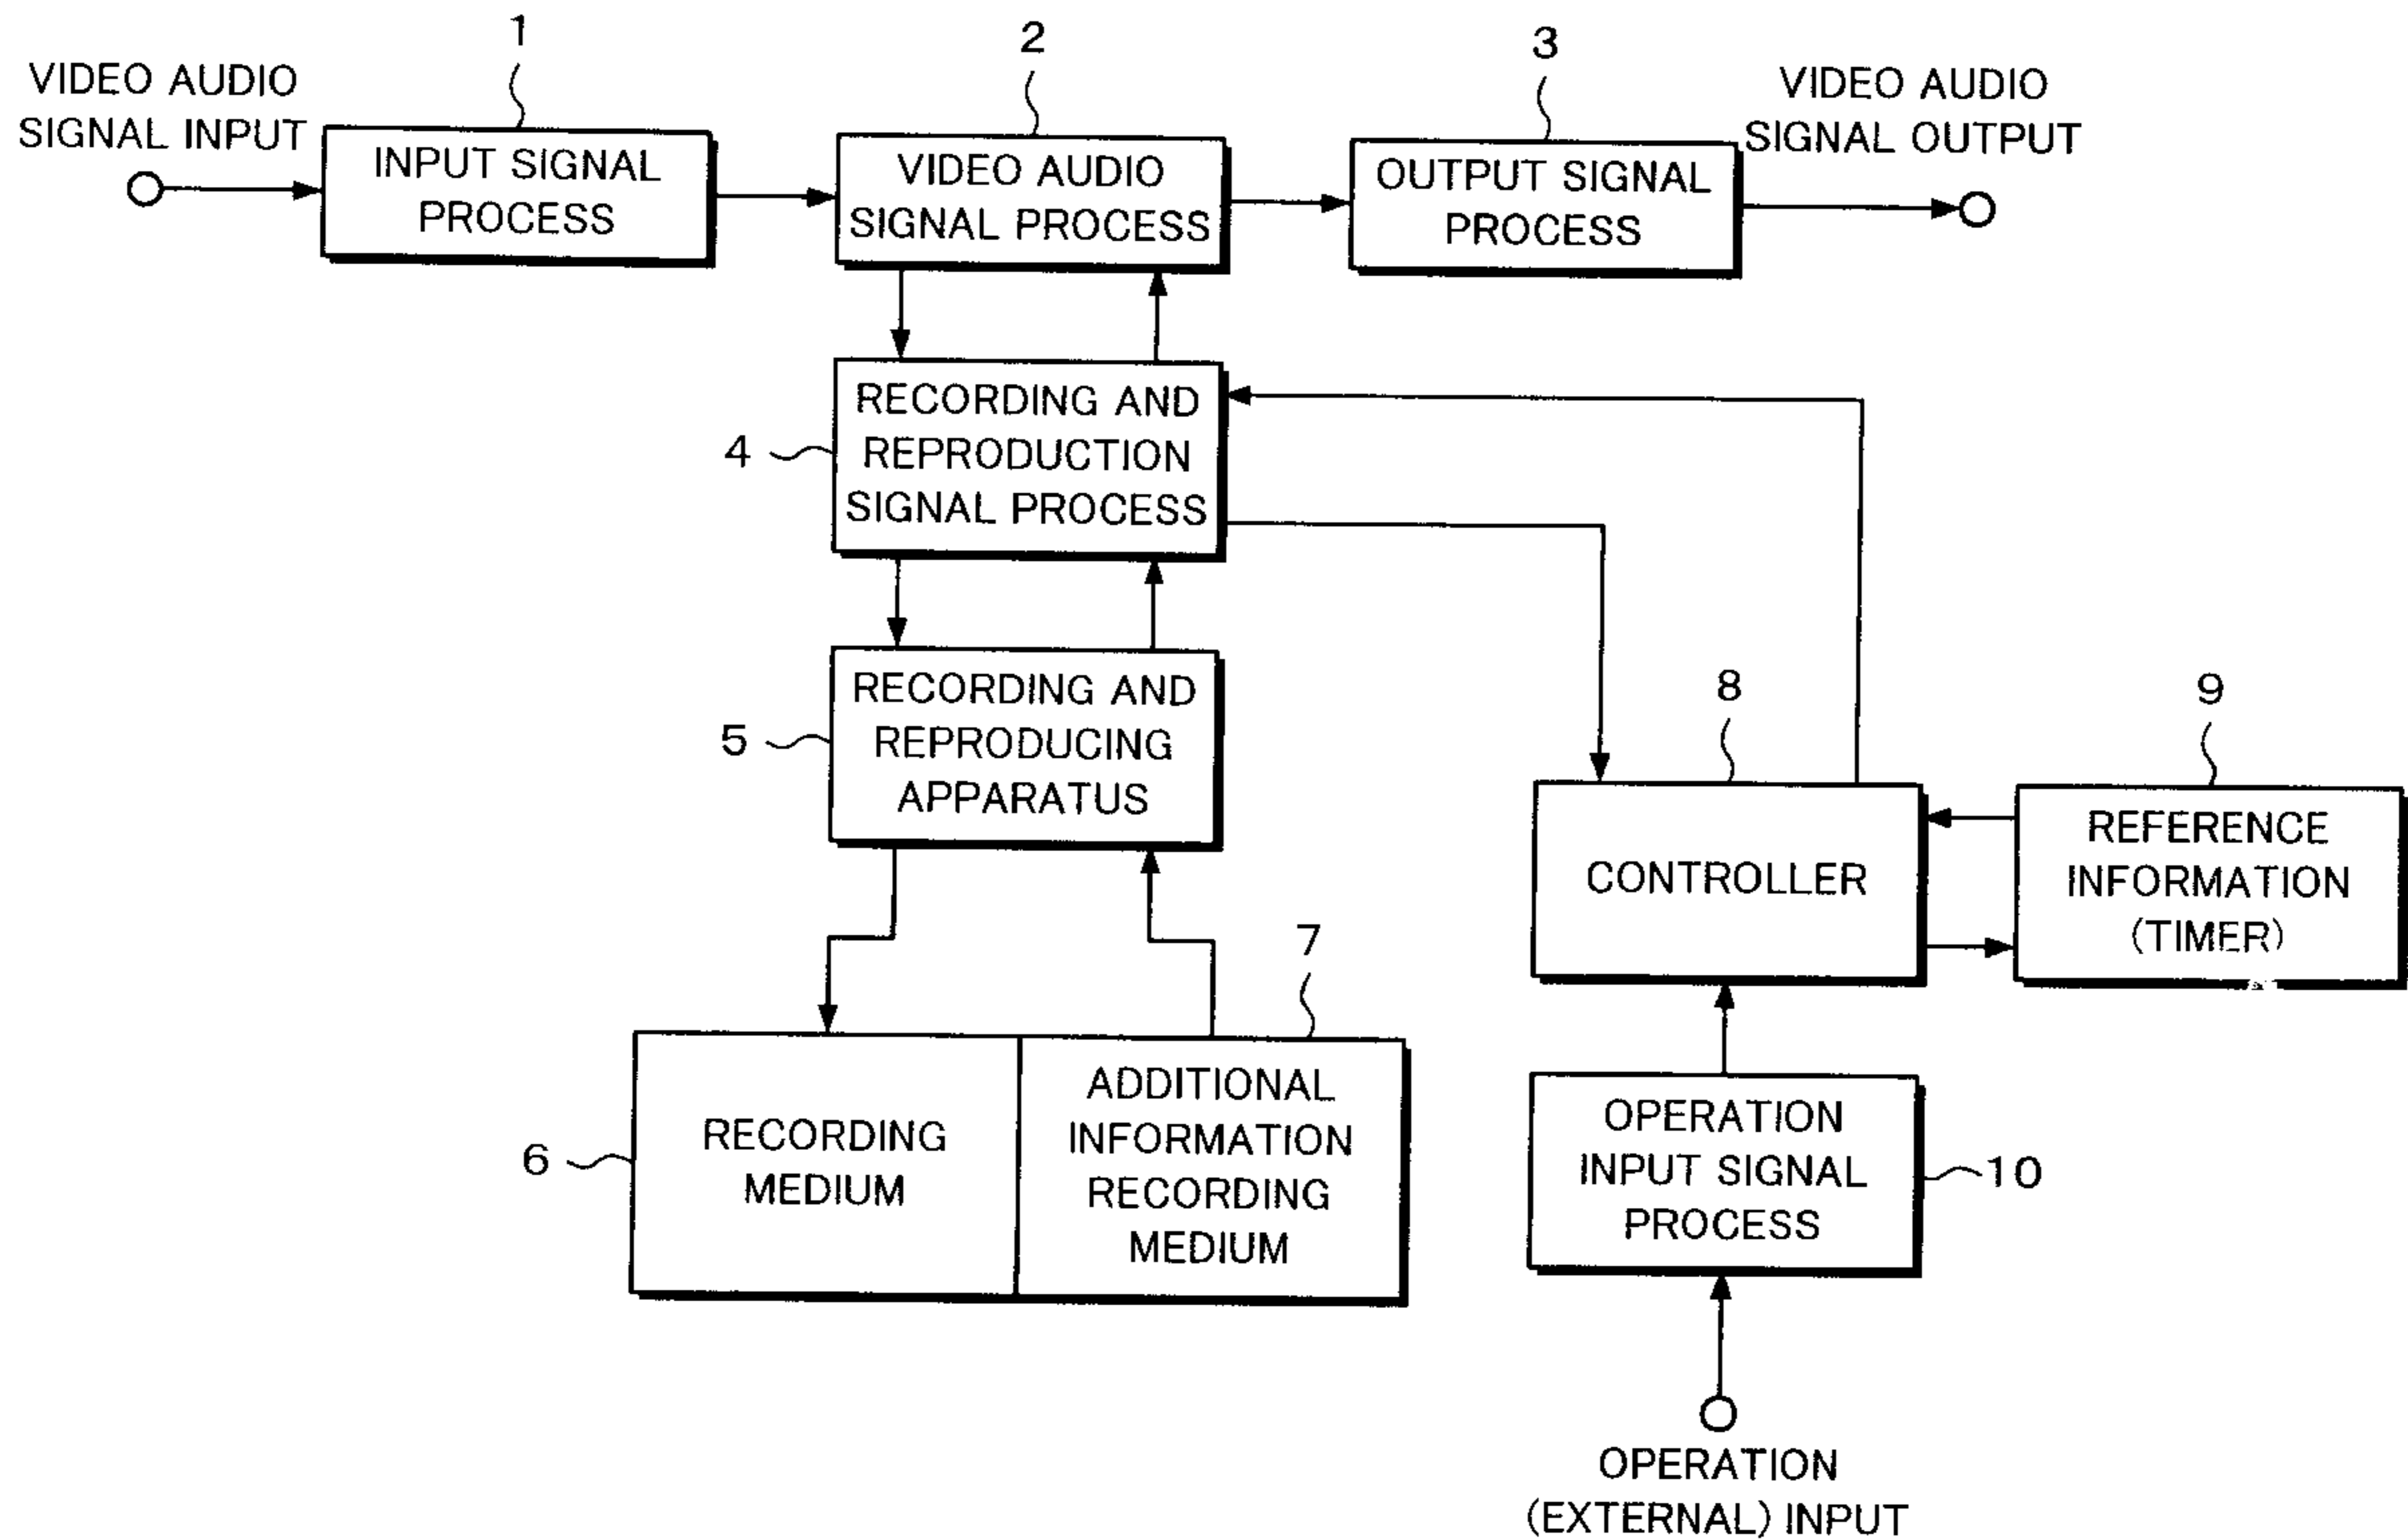 1
2
3
VIDEO AUDIO
SIGNAL INPUT
INPUT SIGNAL
PROCESS
VIDEO AUDIO
SIGNAL PROCESS
OUTPUT SIGNAL
PROCESS
VIDEO AUDIO
SIGNAL OUTPUT
4
RECORDING AND
REPRODUCTION
SIGNAL PROCESS
5
RECORDING AND
REPRODUCING
APPARATUS
8
CONTROLLER
9
REFERENCE
INFORMATION
(TIMER)
6
RECORDING
MEDIUM
7
ADDITIONAL
INFORMATION
RECORDING
MEDIUM
OPERATION
INPUT SIGNAL
PROCESS
10
OPERATION
(EXTERNAL) INPUT